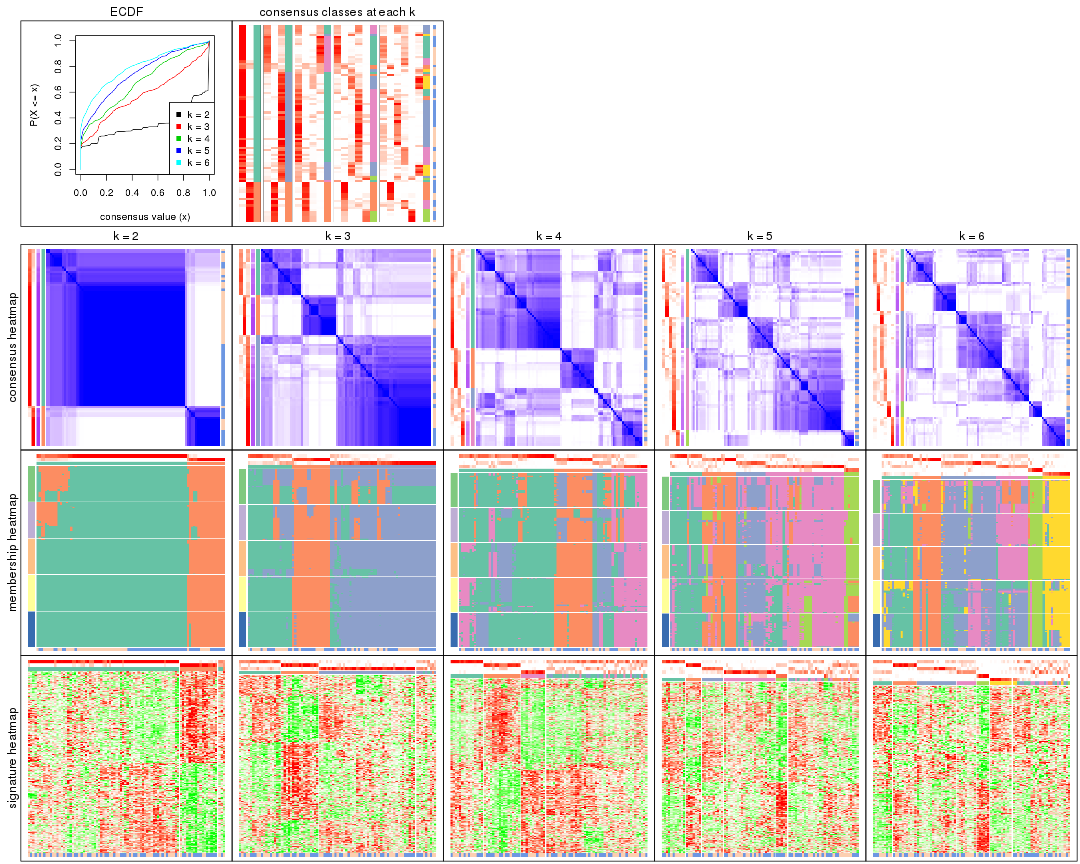 ECDF
consensus classes at each k
P(X <= x)
0.0
0.2
0.4
0.6
0.8
1.0
k = 2
k = 3
k = 4
k = 5
k = 6
0.0 0.2 0.4 0.6 0.8 1.0
consensus value (x)
k = 2
k = 3
k = 4
k = 5
k = 6
consensus heatmap
membership heatmap
signature heatmap